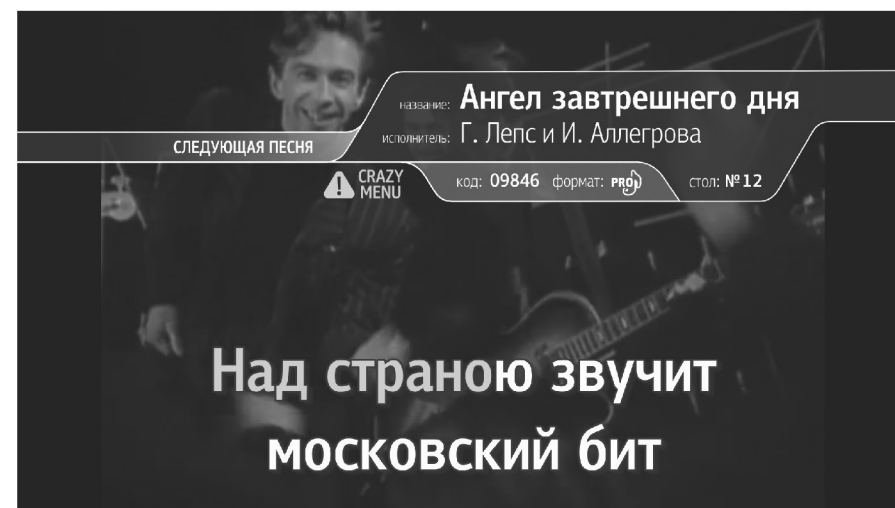 название: Ангел завтрешнего дня
исполнитель: Г. Лепс и И. Аллегрова
СЛЕДУЮЩАЯ ПЕСНЯ
CRAZY
MENU
код: 09846 формат: PRO стол: №12
Над страною звучит
московский бит